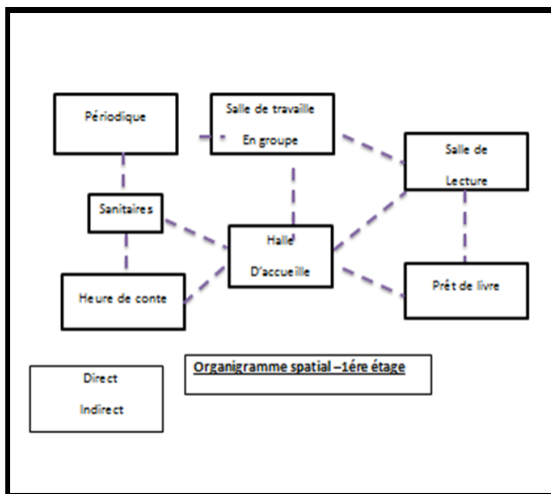 Périodique
Salle de travaille
En groupe
Salle de
Lecture
Sanitaires
Halle
D'accueille
Heure de conte
Prêt de livre
Organigramme spatial –1ére étage
Direct
Indirect